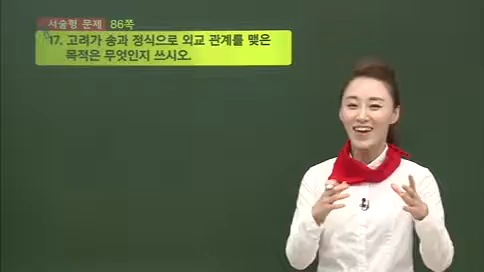 서술형 문제 86쪽
17. 고려가 송과 정식으로 외교 관계를 맺은
목적은 무엇인지 쓰시오.